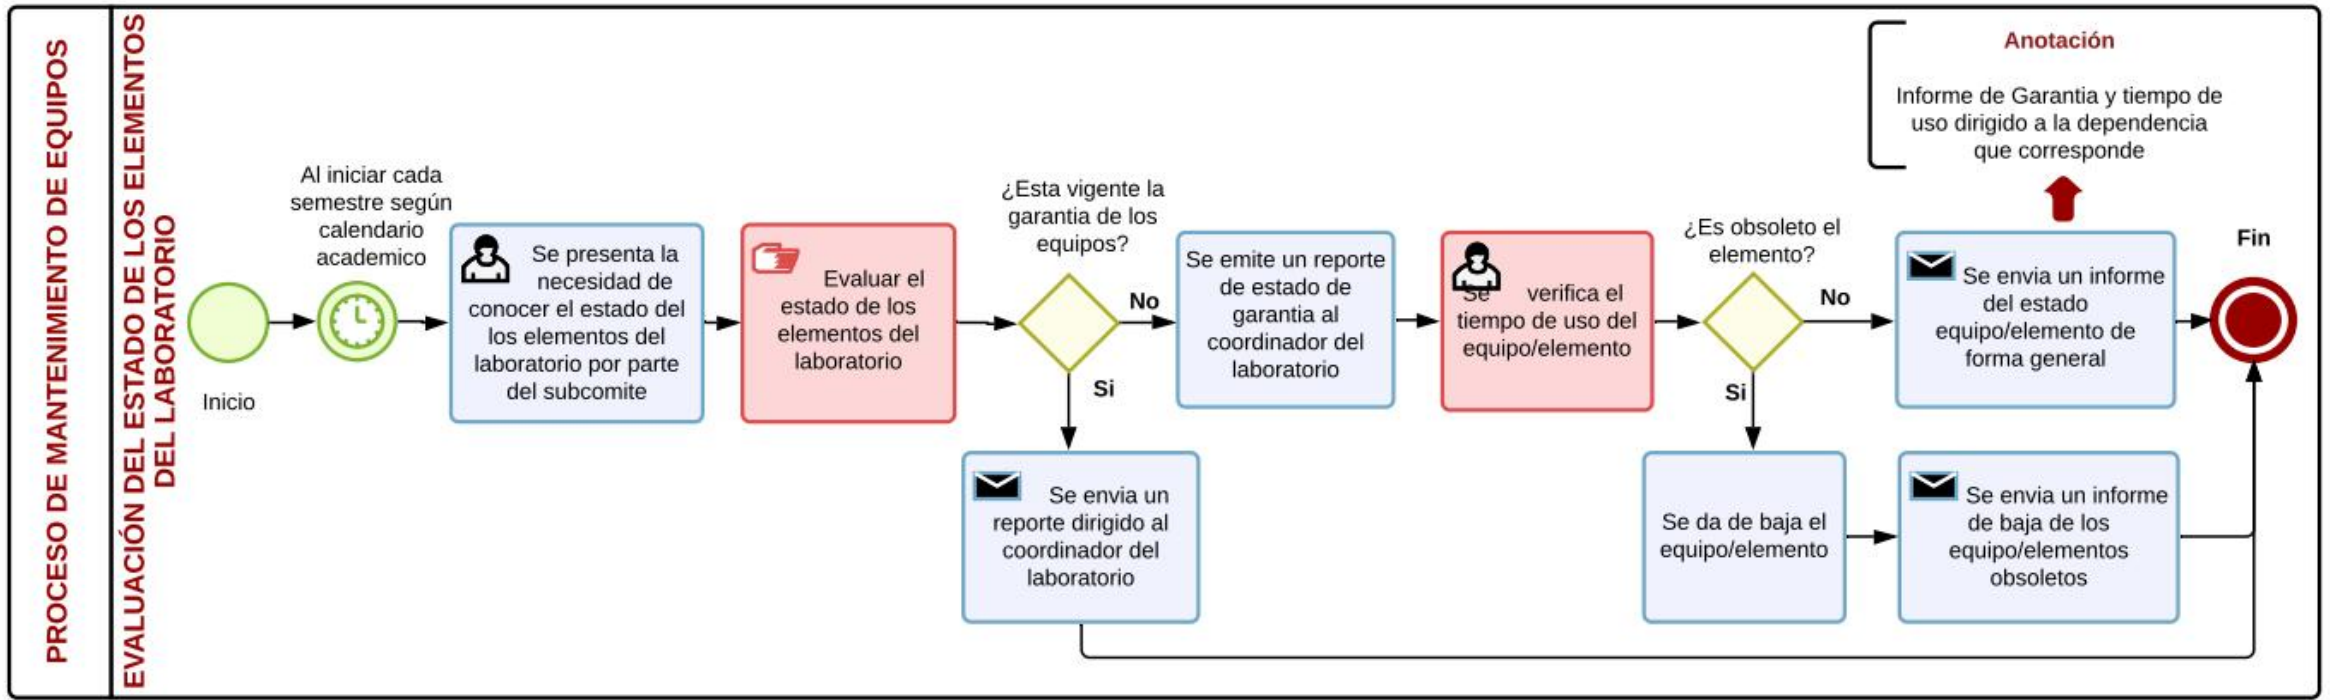 PROCESO DE MANTENIMIENTO DE EQUIPOS
EVALUACIÓN DEL ESTADO DE LOS ELEMENTOS
DEL LABORATORIO
Inicio
Al iniciar cada
semestre según
calendario
academico
Se presenta la
necesidad de
conocer el estado del
los elementos del
laboratorio por parte
del subcomite
Evaluar el
estado de los
elementos del
laboratorio
¿Esta vigente la
garantia de los
equipos?
No
Si
Se envia un
reporte dirigido al
coordinador del
laboratorio
Se emite un reporte
de estado de
garantia al
coordinador del
laboratorio
Se verifica el
tiempo de uso del
equipo/elemento
¿Es obsoleto el
elemento?
No
Si
Se da de baja el
equipo/elemento
Anotación
Informe de Garantia y tiempo de
uso dirigido a la dependencia
que corresponde
Se envia un informe
del estado
equipo/elemento de
forma general
Se envia un informe
de baja de los
equipo/elementos
obsoletos
Fin